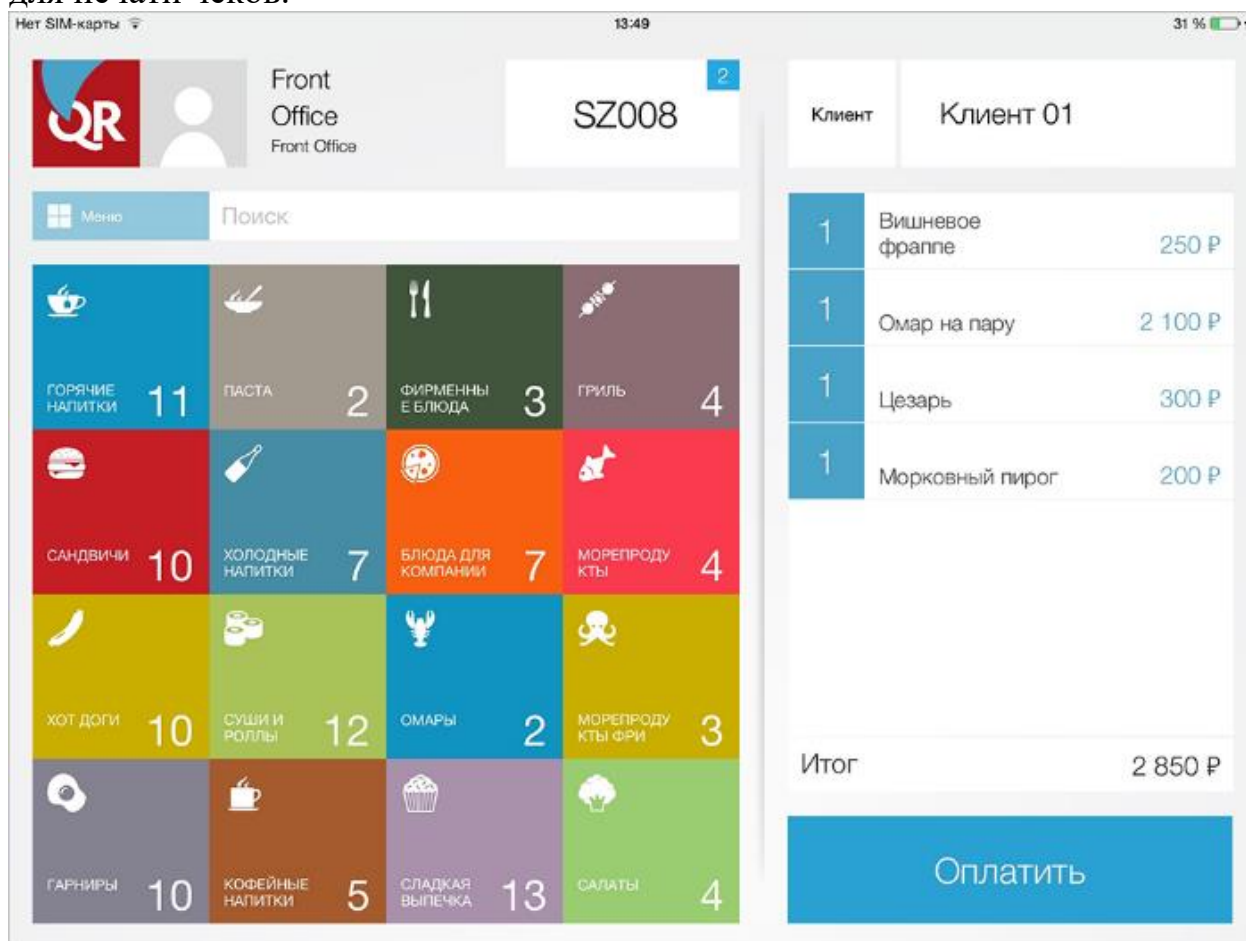 для печати чеков.
Нет SIM-карты
13:49
31 %
QR
Front
Office
Front Office
SZ008
2
Клиент
Клиент 01
Меню
Поиск
ГОРЯЧИЕ
НАПИТКИ
11
ПАСТА
2
ФИРМЕННЫ
Е БЛЮДА
3
ГРИЛЬ
4
САНДВИЧИ
10
ХОЛОДНЫЕ
НАПИТКИ
7
БЛЮДА ДЛЯ
КОМПАНИИ
7
МОРЕПРОДУ
КТЫ
4
ХОТ ДОГИ
10
СУШИ И
РОЛЛЫ
12
ОМАРЫ
2
МОРЕПРОДУ
КТЫ ФРИ
3
ГАРНИРЫ
10
КОФЕЙНЫЕ
НАПИТКИ
5
СЛАДКАЯ
ВЫПЕЧКА
13
САЛАТЫ
4
1
Вишневое
фраппе
250 ₽
1
Омар на пару
2 100 ₽
1
Цезарь
300 ₽
1
Морковный пирог
200 ₽
Итог
2 850 ₽
Оплатить